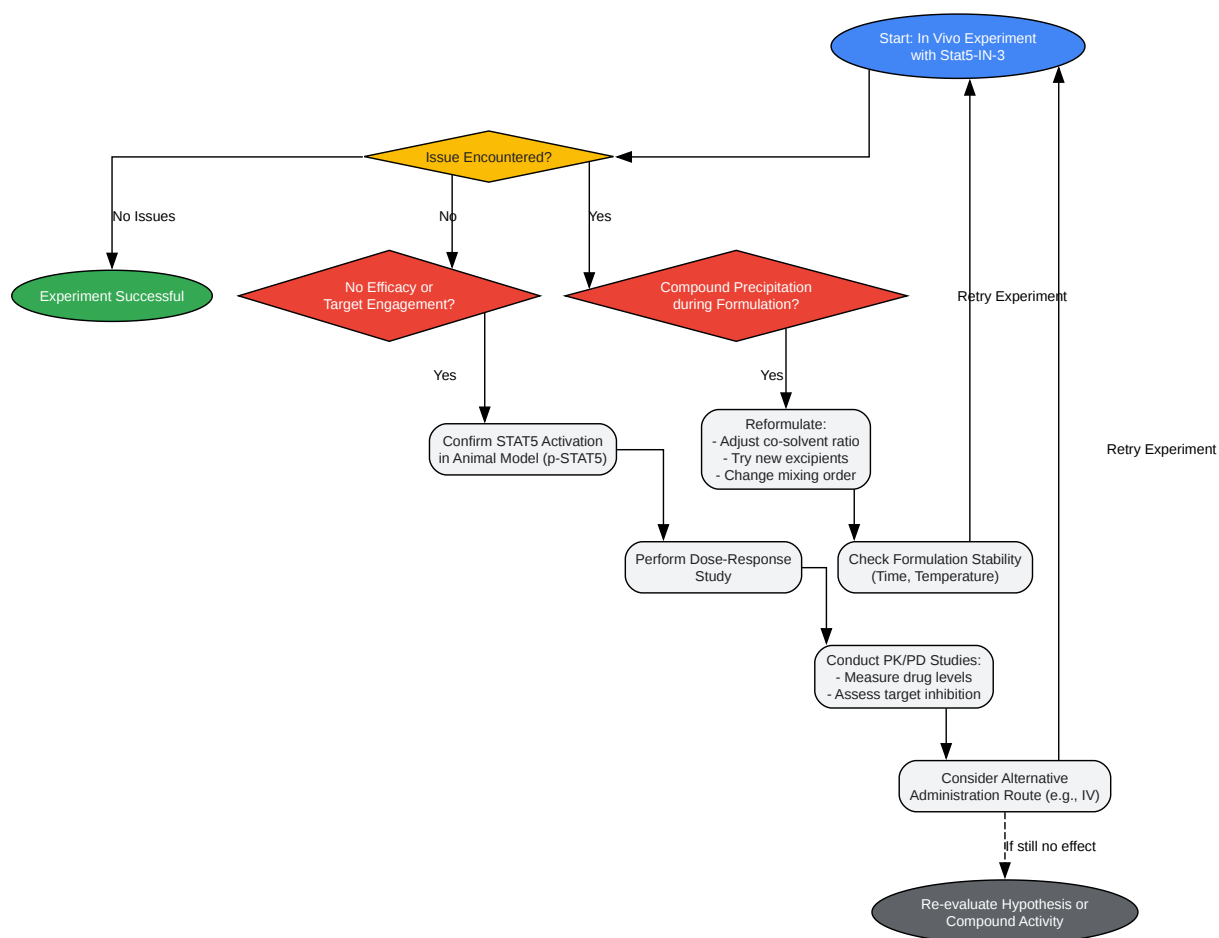 Start: In Vivo Experiment
with Stat5-IN-3
Issue Encountered?
No Issues
No
Yes
Experiment Successful
No Efficacy or
Target Engagement?
Compound Precipitation
during Formulation?
Retry Experiment
Yes
Yes
Confirm STAT5 Activation
in Animal Model (p-STAT5)
Reformulate:
- Adjust co-solvent ratio
- Try new excipients
- Change mixing order
Retry Experiment
Perform Dose-Response
Study
Check Formulation Stability
(Time, Temperature)
Conduct PK/PD Studies:
- Measure drug levels
- Assess target inhibition
Consider Alternative
Administration Route (e.g., IV)
If still no effect
Re-evaluate Hypothesis or
Compound Activity